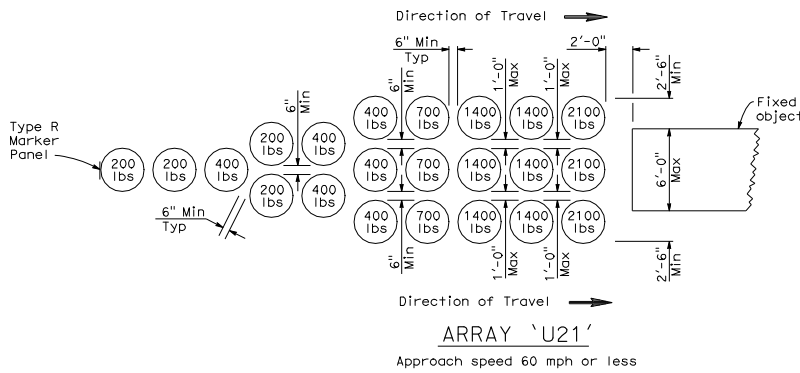 Direction of Travel
6" Min
Typ
2'-0"
6"
Min
1'-0"
Max
1'-0"
Max
2'-6"
Min
6"
Min
Fixed
object
Type R
Marker
Panel
400
lbs
700
lbs
1400
lbs
1400
lbs
2100
lbs
200
lbs
400
lbs
200
lbs
200
lbs
400
lbs
400
lbs
700
lbs
1400
lbs
1400
lbs
2100
lbs
6'-0"
Max
200
lbs
400
lbs
6" Min
Typ
400
lbs
700
lbs
1400
lbs
1400
lbs
2100
lbs
6"
Min
1'-0"
Max
1'-0"
Max
2'-6"
Min
Direction of Travel
ARRAY 'U21'
Approach speed 60 mph or less